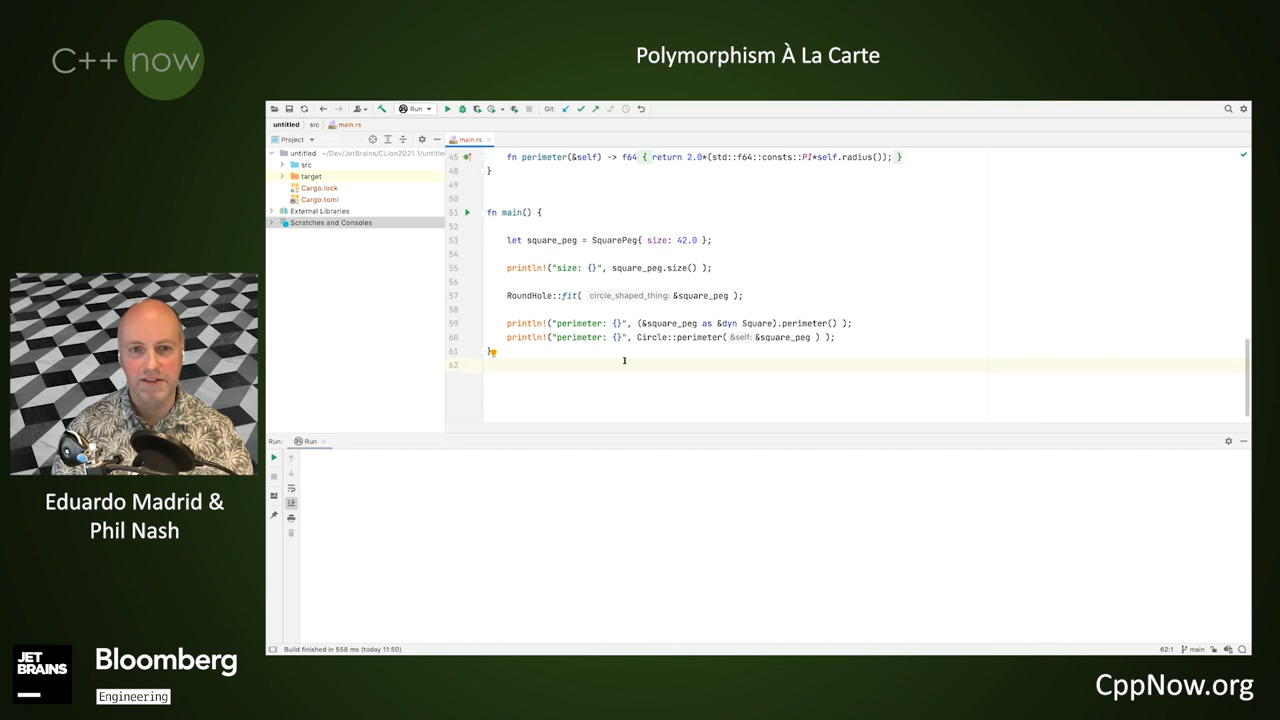 C++ now
Polymorphism À La Carte
Run
Git:
untitled
src
main.rs
Project
main.rs
untitled ~/Dev/JetBrains/CLion2021.1/untitle
src
target
Cargo.lock
Cargo.toml
External Libraries
Scratches and Consoles
45 fn perimeter(&self) -> f64 { return 2.0*(std::f64::consts::PI*self.radius()); }
48 }
49
50
51 fn main() {
52
53 let square_peg = SquarePeg{ size: 42.0 };
54
55 println!("size: {}", square_peg.size() );
56
57 RoundHole::fit( circle_shaped_thing: &square_peg );
58
59 println!("perimeter: {}", (&square_peg as &dyn Square).perimeter() );
60 println!("perimeter: {}", Circle::perimeter( &self: &square_peg ) );
61 }
62
Run:
Run
Build finished in 558 ms (today 11:50)
62:1
main
Eduardo Madrid &
Phil Nash
JET
BRAINS
Bloomberg
Engineering
CppNow.org